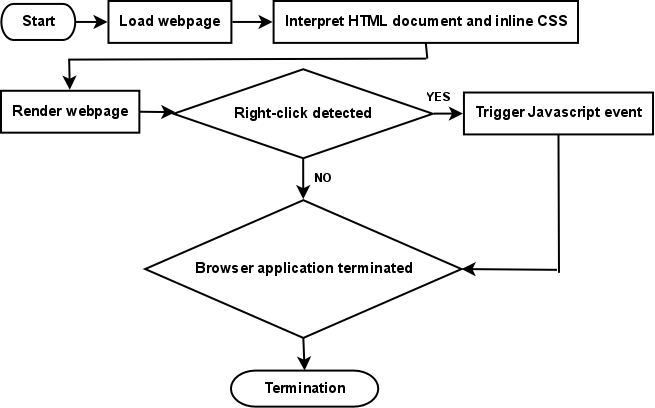 Start
Load webpage
Interpret HTML document and inline CSS
Render webpage
Right-click detected
YES
Trigger Javascript event
NO
Browser application terminated
Termination